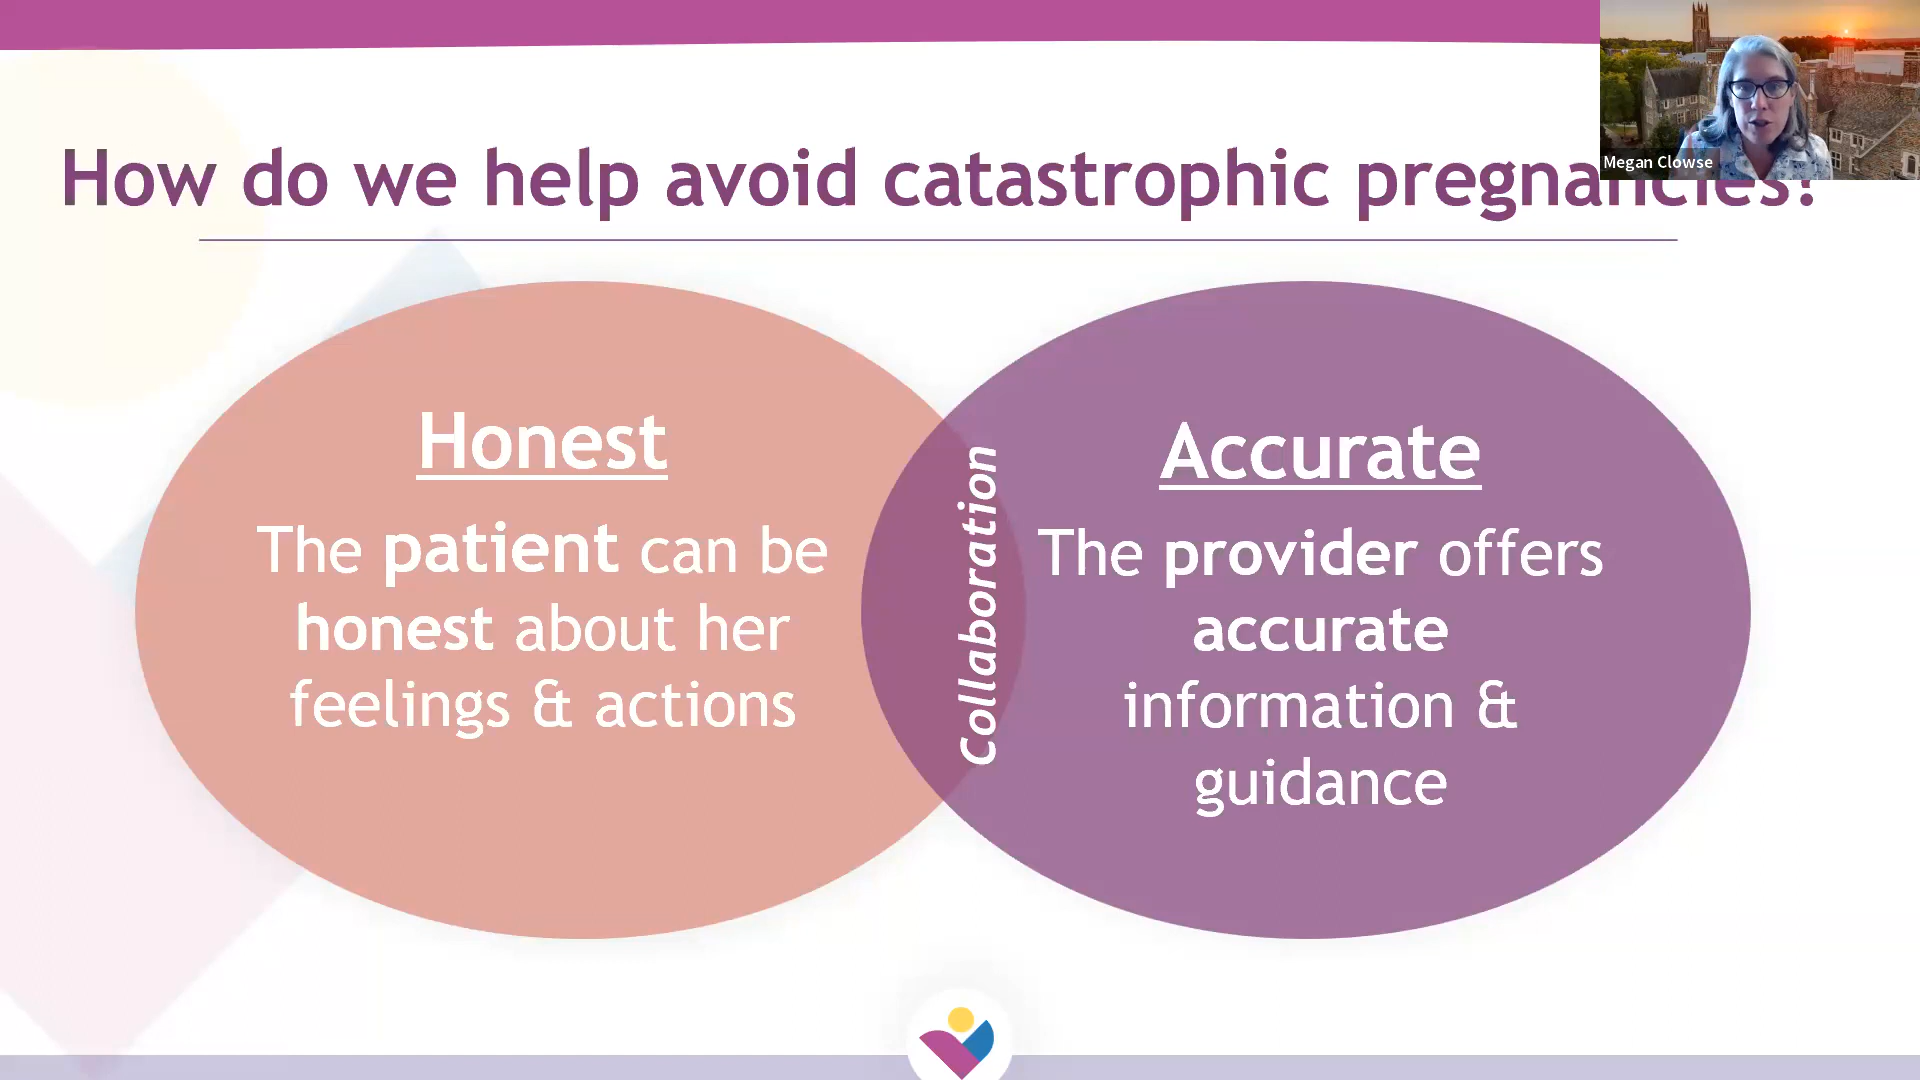 How do we help avoid catastrophic pregnancies?
Megan Clowse
Honest
The patient can be
honest about her
feelings & actions
Collaboration
Accurate
The provider offers
accurate
information &
guidance